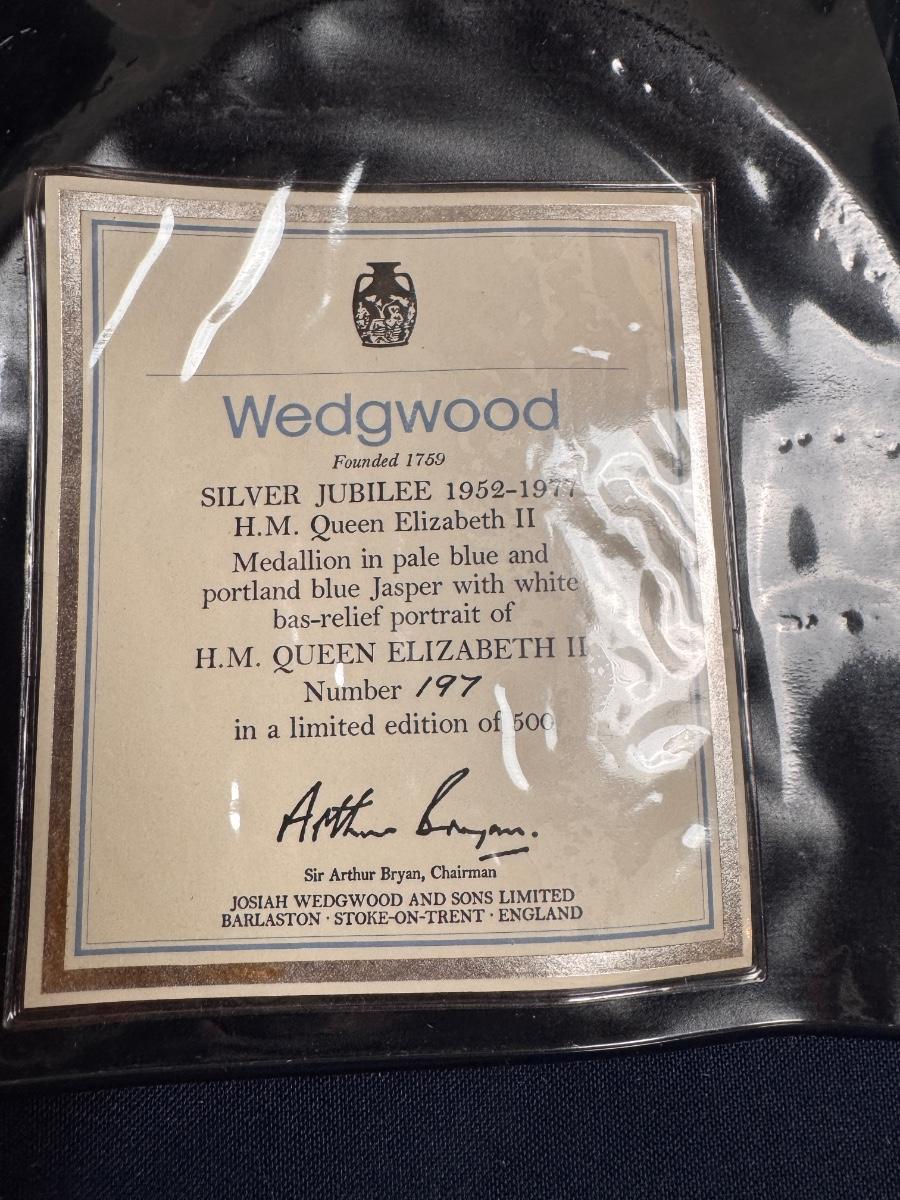 Wedgwood
Founded 1759
SILVER JUBILEE 1952-1977
H.M. Queen Elizabeth II
Medallion in pale blue and
portland blue Jasper with white
bas-relief portrait of
H.M. QUEEN ELIZABETH II
Number 197
in a limited edition of 500
Arthur Bryan.
Sir Arthur Bryan, Chairman
JOSIAH WEDGWOOD AND SONS LIMITED
BARLASTON · STOKE-ON-TRENT · ENGLAND